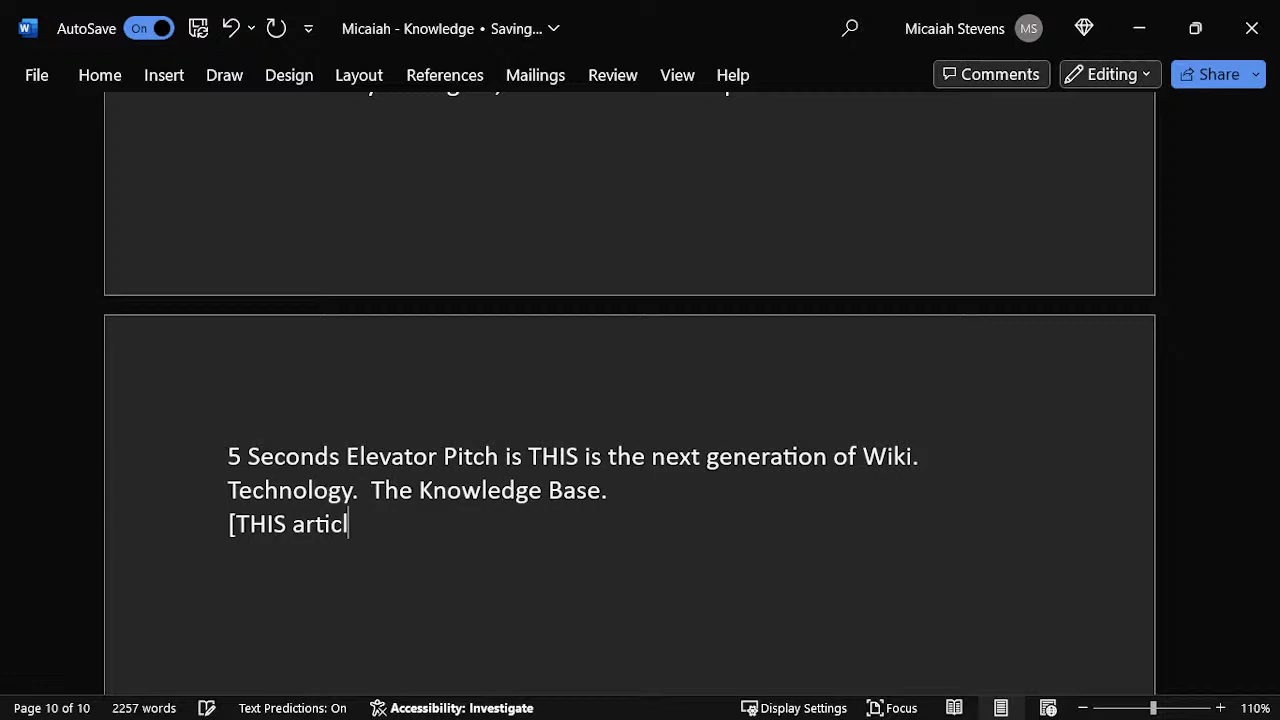 AutoSave On Micaiah - Knowledge • Saving... Micaiah Stevens MS
File Home Insert Draw Design Layout References Mailings Review View Help Comments Editing Share
5 Seconds Elevator Pitch is THIS is the next generation of Wiki.
Technology.  The Knowledge Base.
[THIS articl
Page 10 of 10 2257 words Text Predictions: On Accessibility: Investigate Display Settings Focus 110%